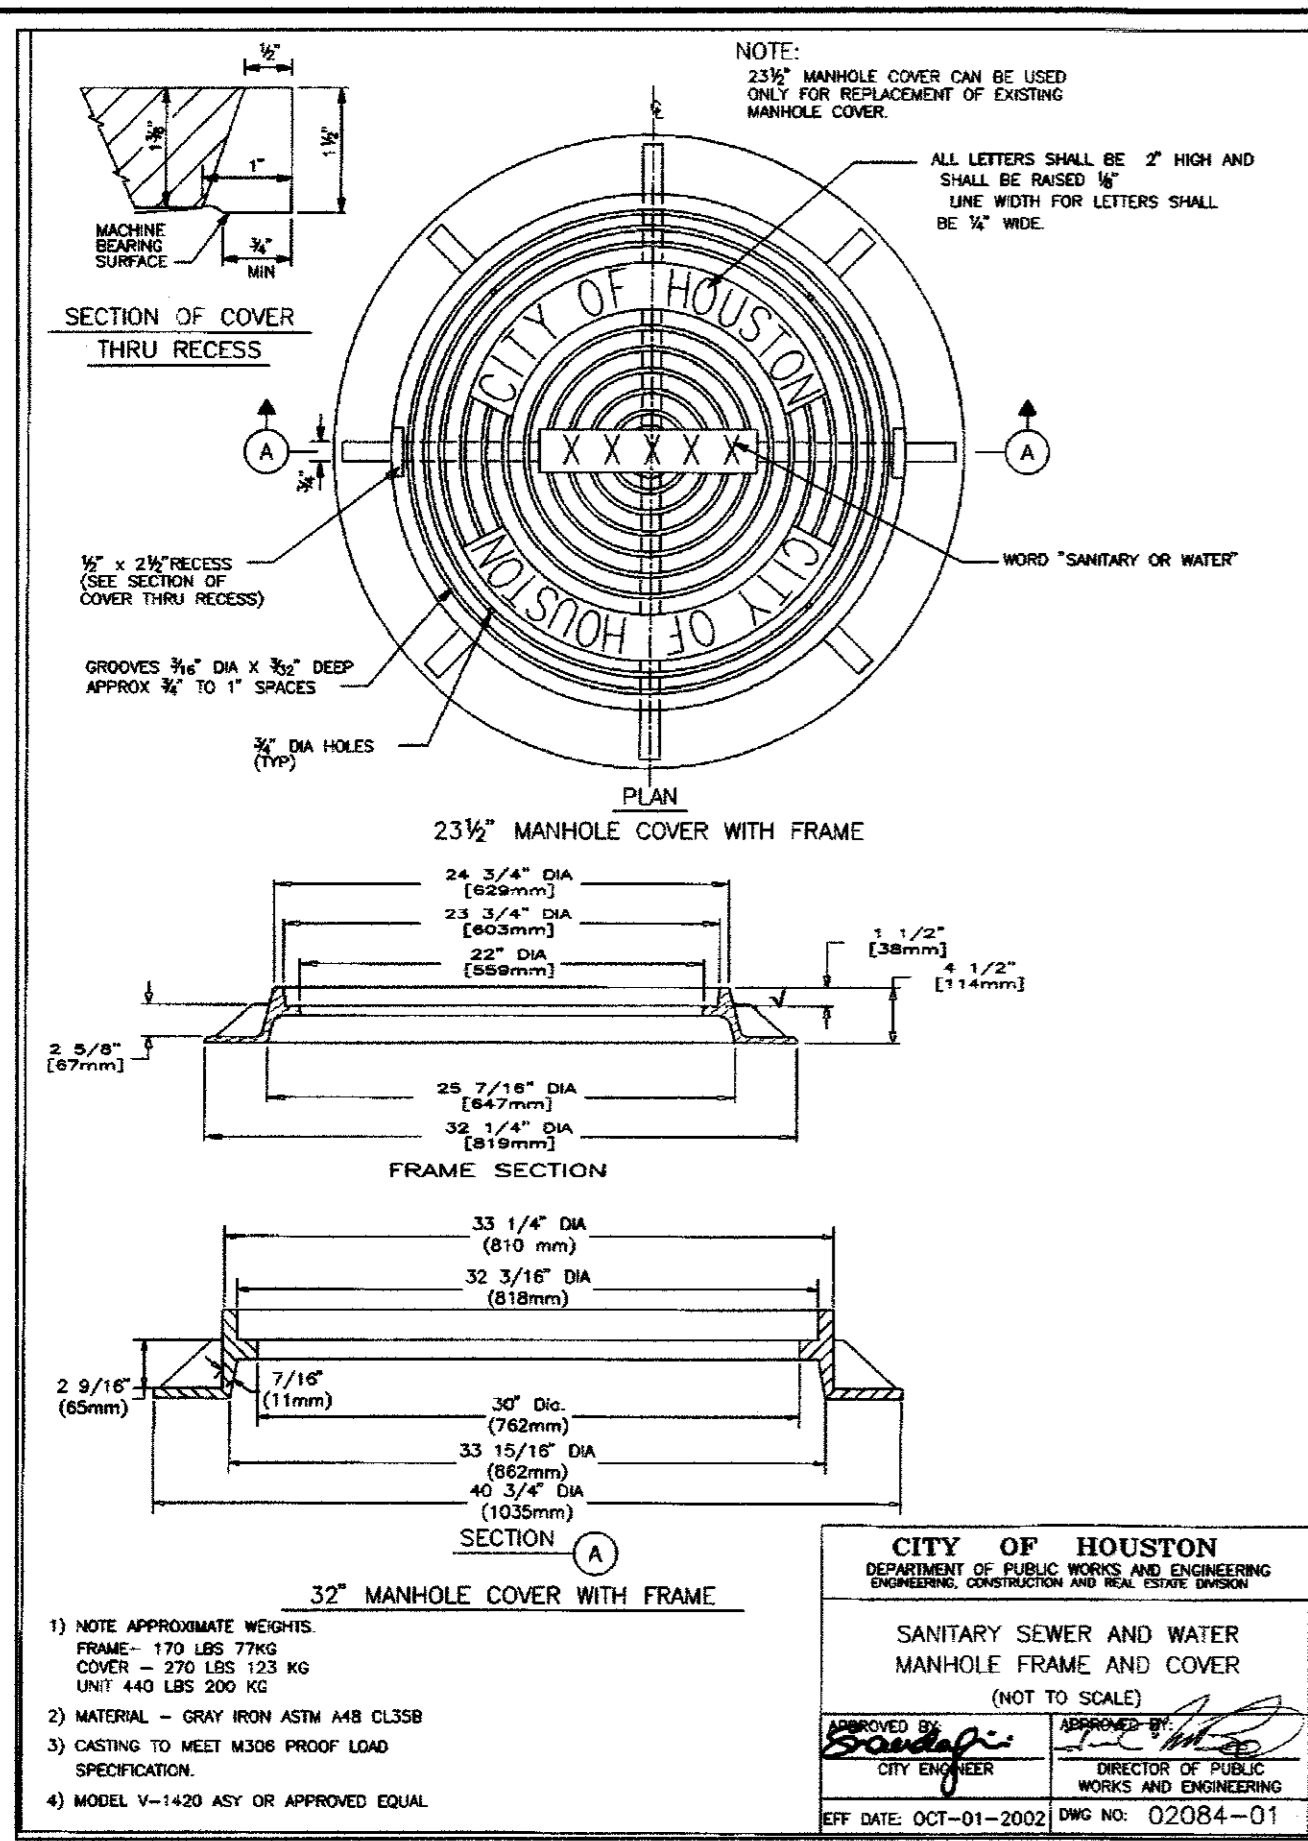 ½"
1⅜"
1"
1½"
MACHINE
BEARING
SURFACE
¾"
MIN
SECTION OF COVER
THRU RECESS
NOTE:
23½" MANHOLE COVER CAN BE USED
ONLY FOR REPLACEMENT OF EXISTING
MANHOLE COVER.
ALL LETTERS SHALL BE 2" HIGH AND
SHALL BE RAISED ⅛"
LINE WIDTH FOR LETTERS SHALL
BE ¼" WIDE.
CITY OF HOUSTON
A
A
¾"
X X X X X
CITY OF HOUSTON
WORD "SANITARY OR WATER"
½" x 2½" RECESS
(SEE SECTION OF
COVER THRU RECESS)
GROOVES 3/16" DIA X 3/32" DEEP
APPROX ¾" TO 1" SPACES
¾" DIA HOLES
(TYP)
PLAN
23½" MANHOLE COVER WITH FRAME
24 3/4" DIA
[629mm]
23 3/4" DIA
[603mm]
22" DIA
[559mm]
1 1/2"
[38mm]
4 1/2"
[114mm]
2 5/8"
[67mm]
25 7/16" DIA
[647mm]
32 1/4" DIA
[819mm]
FRAME SECTION
33 1/4" DIA
(810 mm)
32 3/16" DIA
(818mm)
2 9/16"
(65mm)
7/16"
(11mm)
30" Dia.
(762mm)
33 15/16" DIA
(862mm)
40 3/4" DIA
(1035mm)
SECTION A
32" MANHOLE COVER WITH FRAME
1) NOTE APPROXIMATE WEIGHTS.
FRAME- 170 LBS 77KG
COVER - 270 LBS 123 KG
UNIT 440 LBS 200 KG
2) MATERIAL - GRAY IRON ASTM A48 CL35B
3) CASTING TO MEET M306 PROOF LOAD
SPECIFICATION.
4) MODEL V-1420 ASY OR APPROVED EQUAL
CITY OF HOUSTON
DEPARTMENT OF PUBLIC WORKS AND ENGINEERING
ENGINEERING, CONSTRUCTION AND REAL ESTATE DIVISION
SANITARY SEWER AND WATER
MANHOLE FRAME AND COVER
(NOT TO SCALE)
APPROVED BY:
CITY ENGINEER
APPROVED BY:
DIRECTOR OF PUBLIC
WORKS AND ENGINEERING
EFF DATE: OCT-01-2002
DWG NO: 02084-01